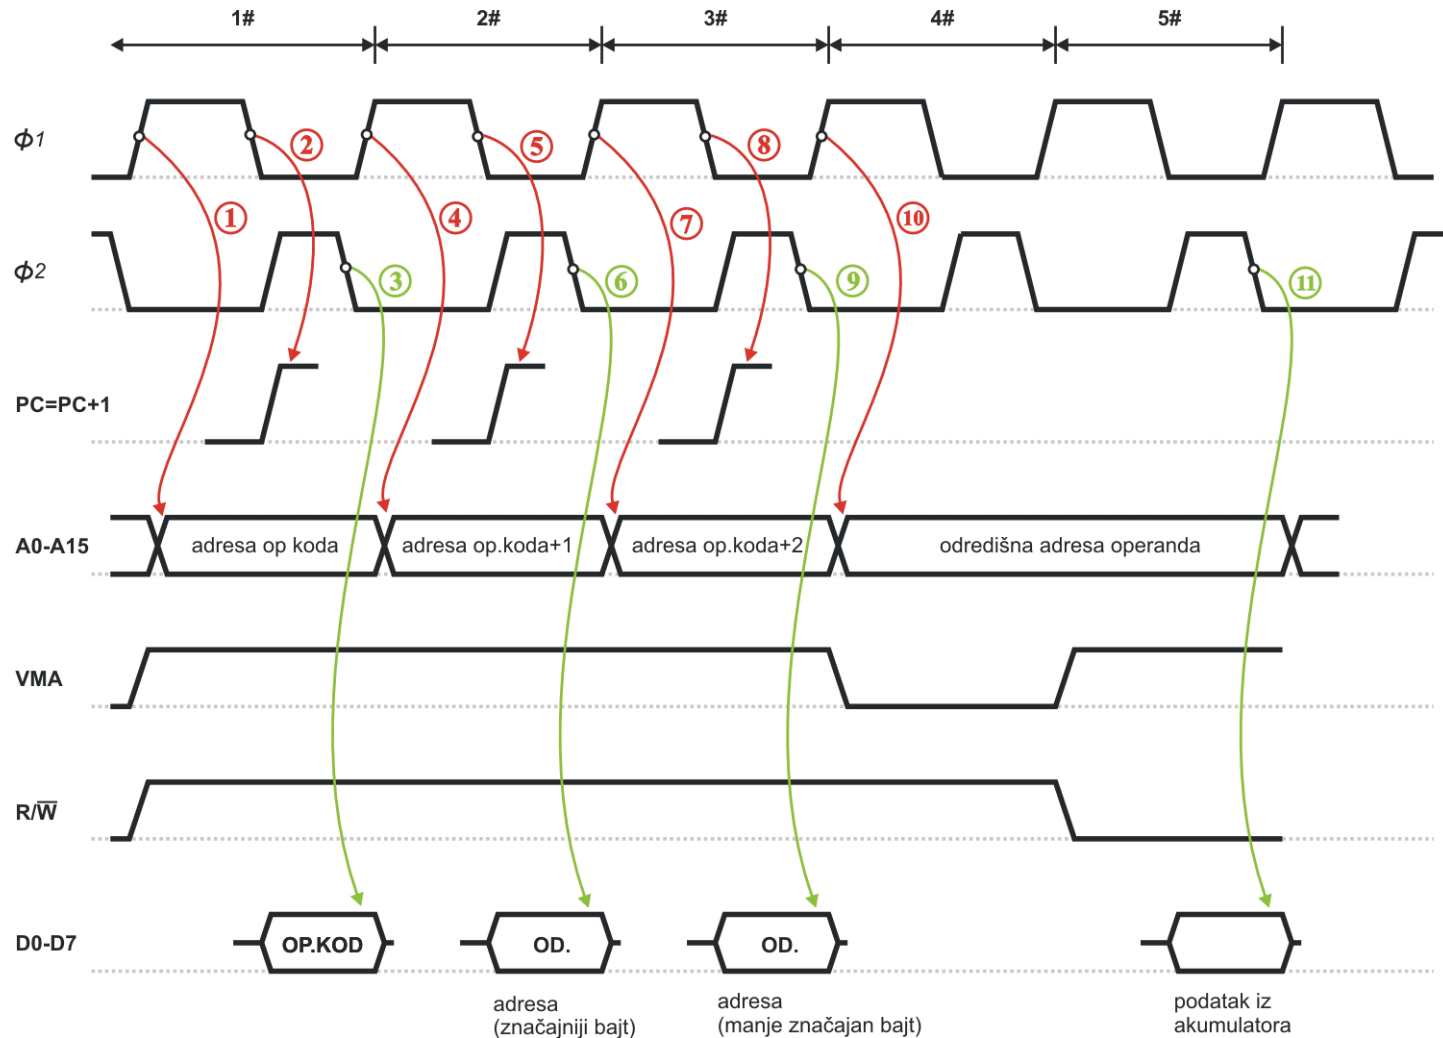 1# 2# 3# 4# 5#
ϕ1
2 5 8
1 4 7 10
ϕ2
3 6 9 11
PC=PC+1
A0-A15 adresa op koda adresa op.koda+1 adresa op.koda+2 odredišna adresa operanda
VMA
R/W̅
D0-D7 OP.KOD OD. OD.
adresa
(značajniji bajt)
adresa
(manje značajan bajt)
podatak iz
akumulatora